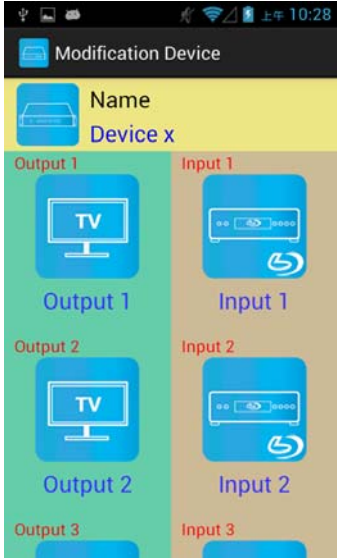 上午 10:28
Modification Device
Name
Device x
Output 1
Input 1
TV
Output 1
Input 1
Output 2
Input 2
TV
Output 2
Input 2
Output 3
Input 3